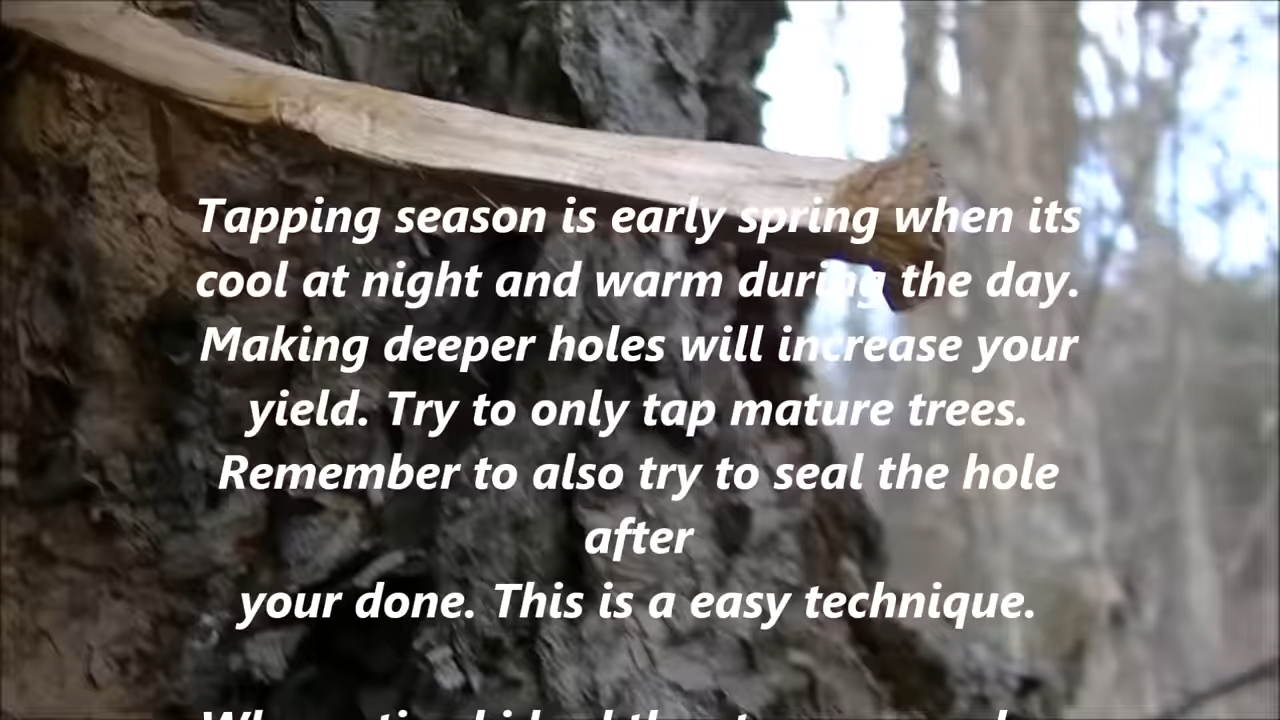 Tapping season is early spring when its
cool at night and warm during the day.
Making deeper holes will increase your
yield. Try to only tap mature trees.
Remember to also try to seal the hole
after
your done. This is a easy technique.